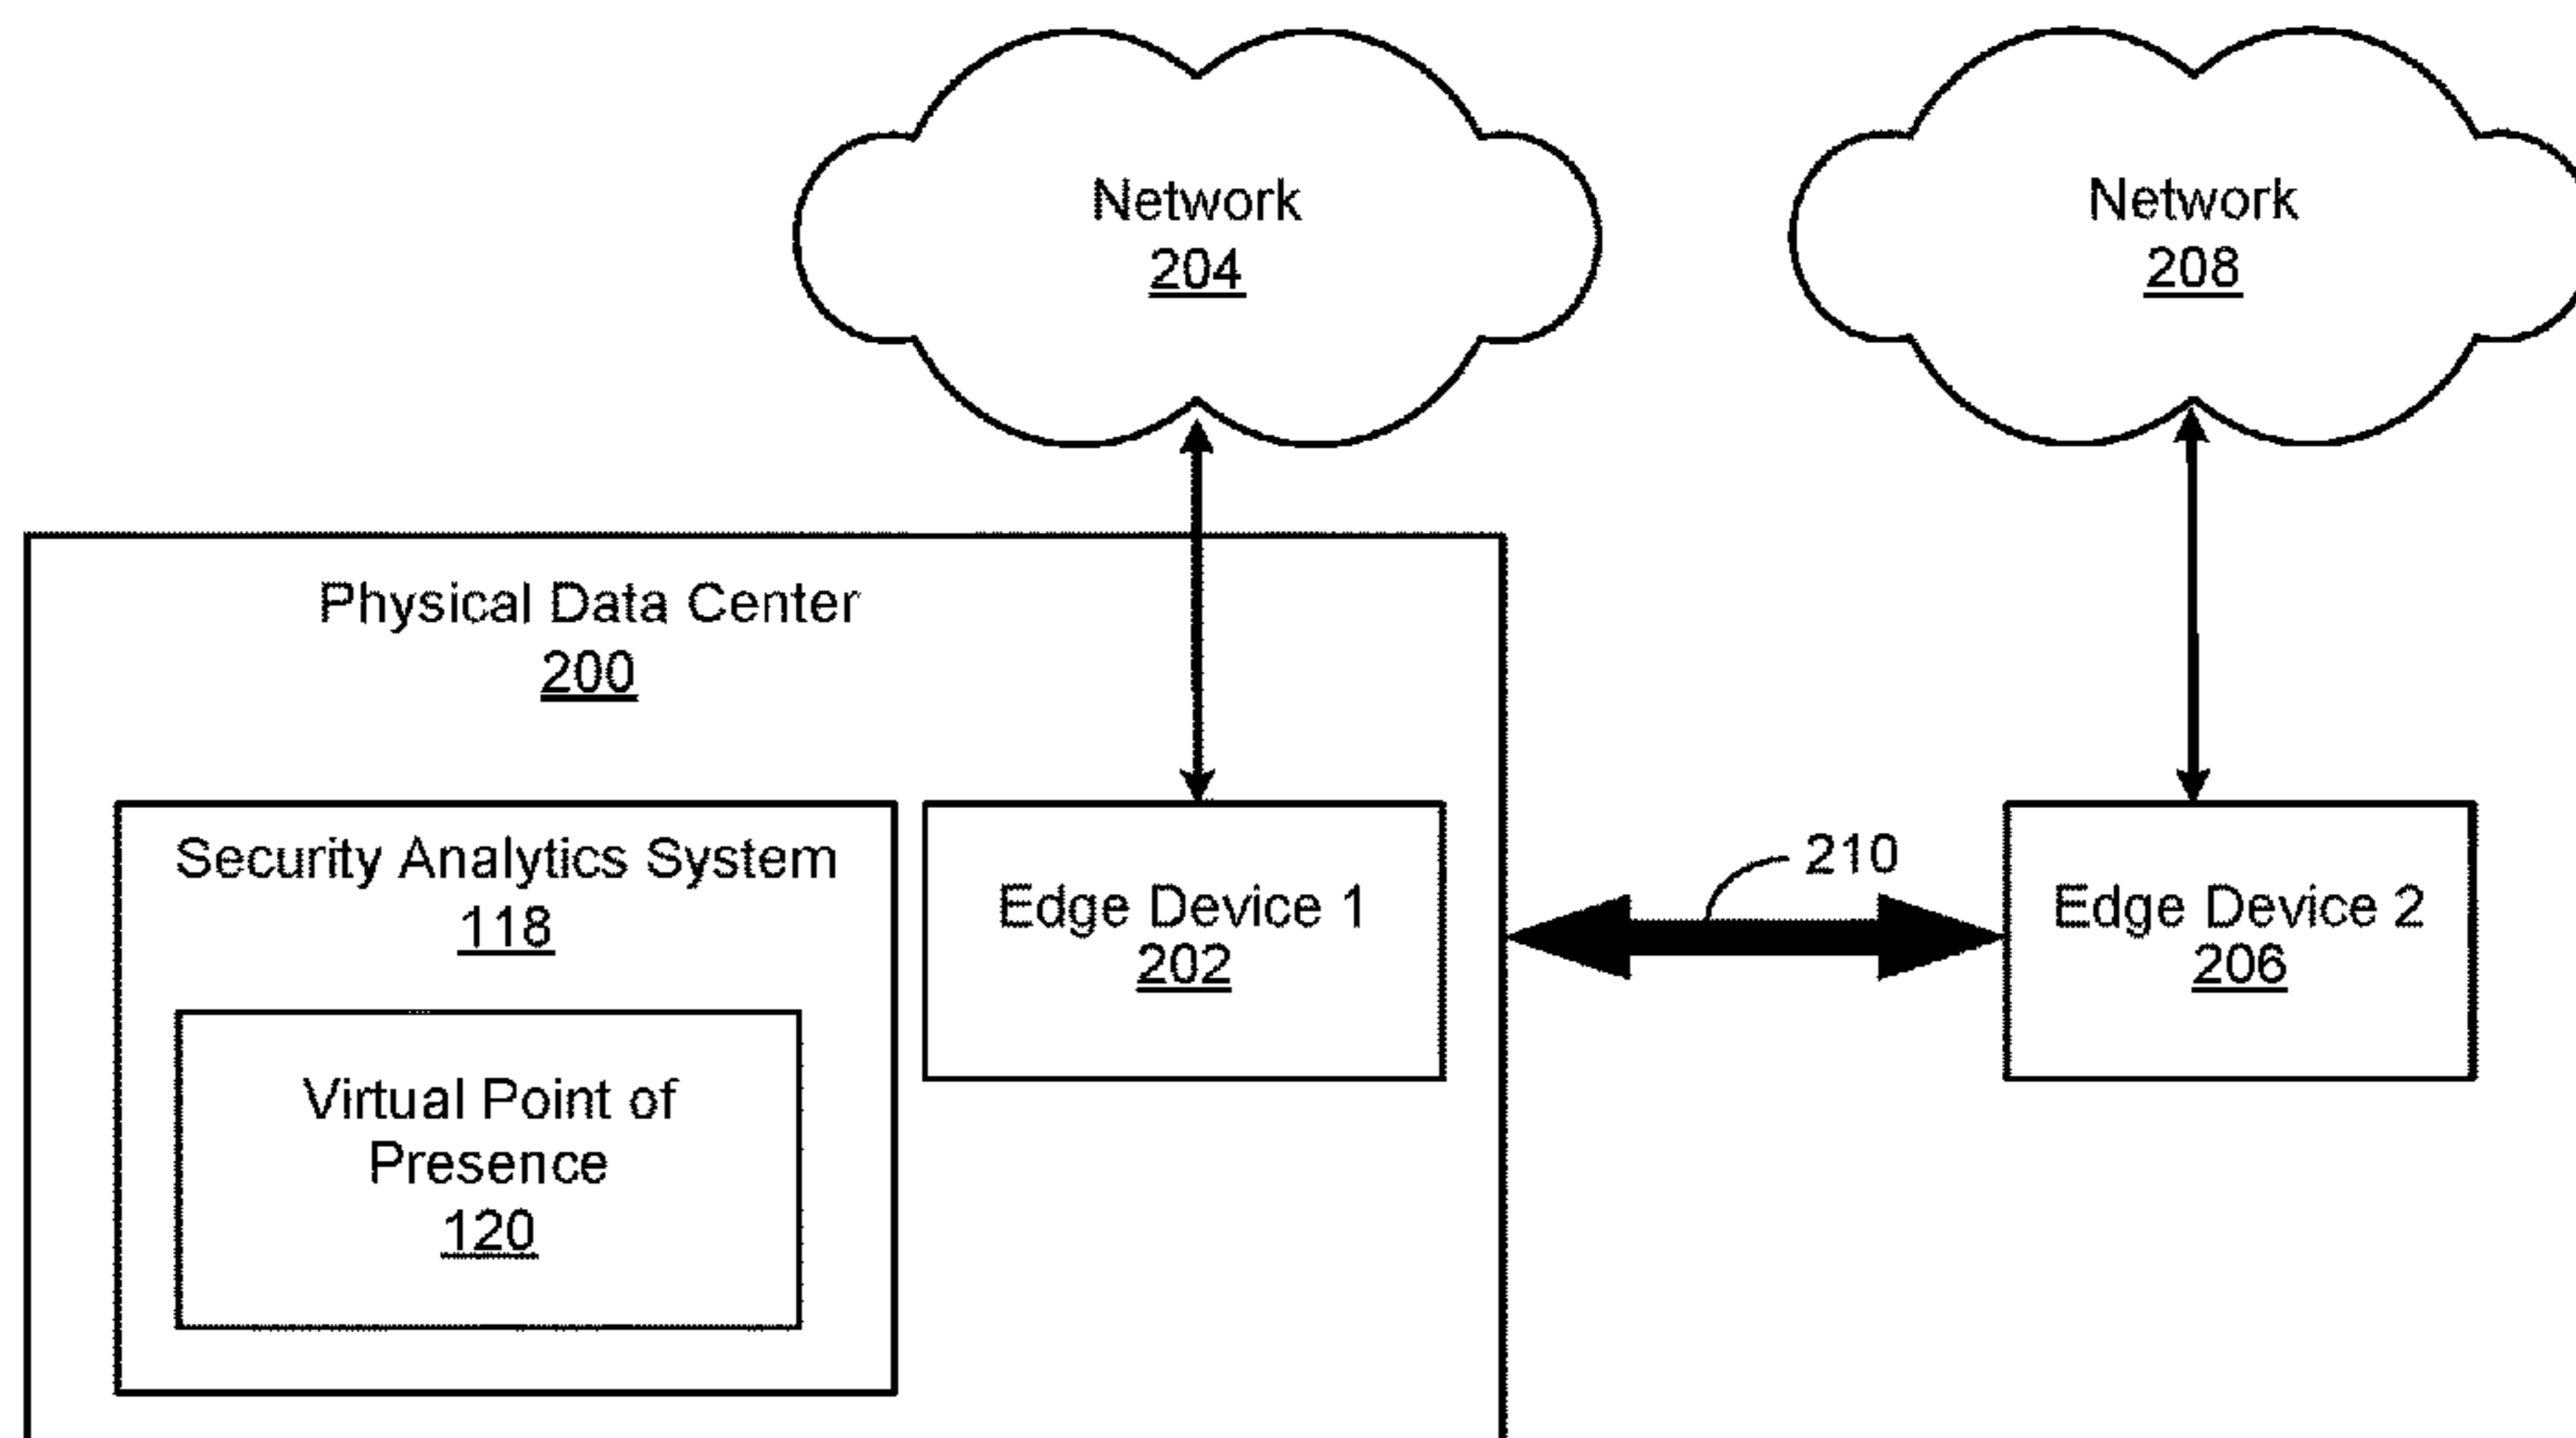 Network
204
Network
208
Physical Data Center
200
Security Analytics System
118
Virtual Point of
Presence
120
Edge Device 1
202
210
Edge Device 2
206